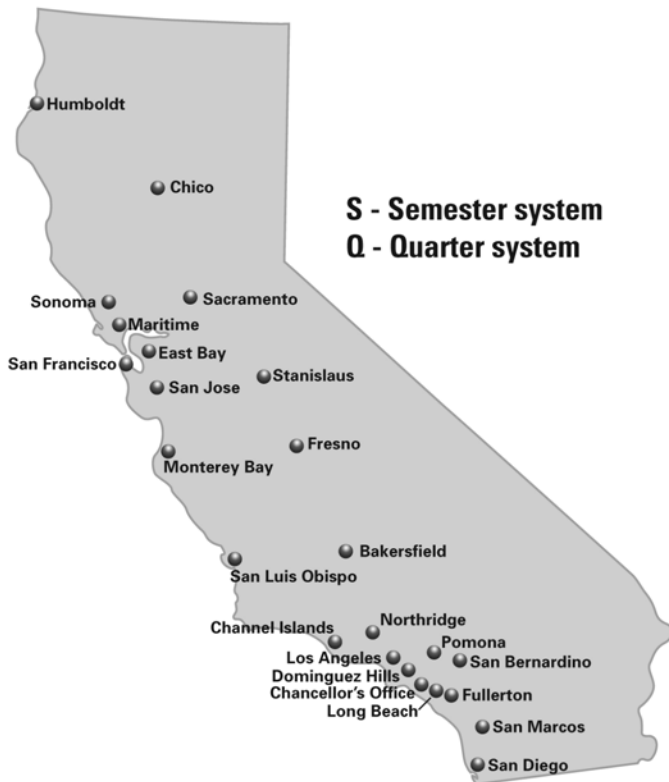 Humboldt
Chico
S - Semester system
Q - Quarter system
Sonoma
Sacramento
Maritime
East Bay
San Francisco
Stanislaus
San Jose
Fresno
Monterey Bay
Bakersfield
San Luis Obispo
Northridge
Channel Islands
Pomona
Los Angeles
San Bernardino
Dominguez Hills
Chancellor's Office
Fullerton
Long Beach
San Marcos
San Diego